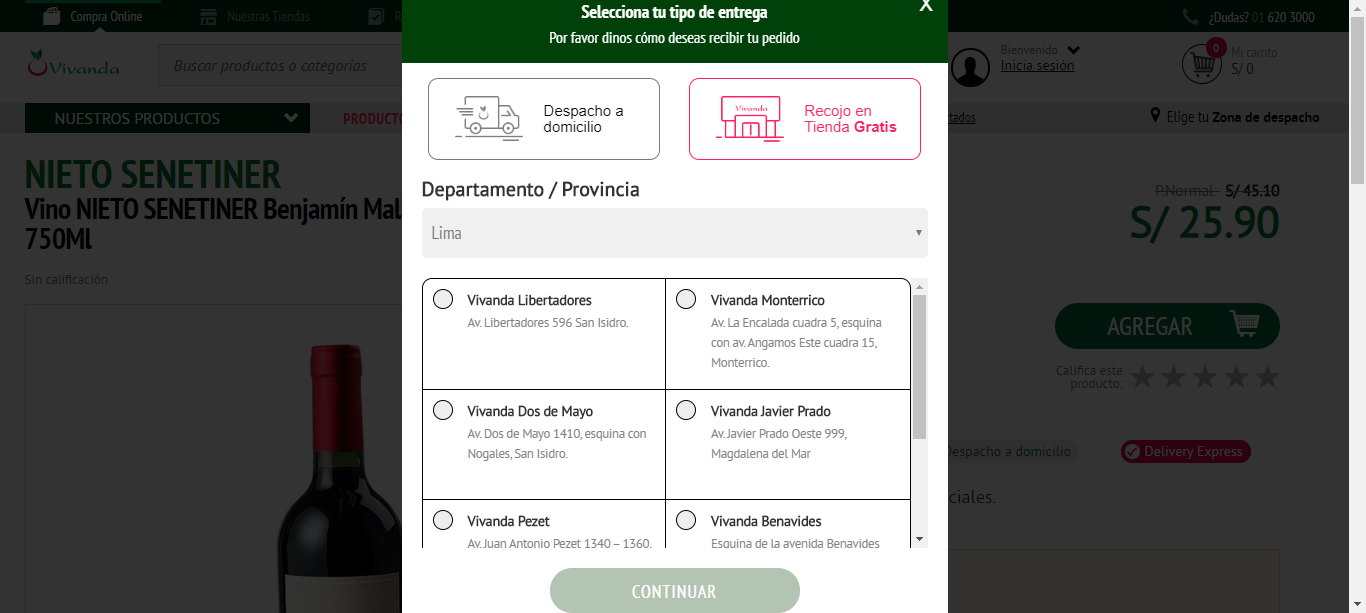 Compra Online
Nuestras Tiendas
¿Dudas? 01 620 3000
Vivanda
Buscar productos o categorías
Bienvenido
Inicia sesión
0
Mi carrito
S/ 0
NUESTROS PRODUCTOS
PRODUCTO
Elige tu Zona de despacho
NIETO SENETINER
Vino NIETO SENETINER Benjamín Mal
750Ml
Sin calificación
Selecciona tu tipo de entrega
X
Por favor dinos cómo deseas recibir tu pedido
Despacho a
domicilio
Vivanda
Recojo en
Tienda Gratis
Departamento / Provincia
Lima
Vivanda Libertadores
Av. Libertadores 596 San Isidro.
Vivanda Monterrico
Av. La Encalada cuadra 5, esquina
con av. Angamos Este cuadra 15,
Monterrico.
Vivanda Dos de Mayo
Av. Dos de Mayo 1410, esquina con
Nogales, San Isidro.
Vivanda Javier Prado
Av. Javier Prado Oeste 999,
Magdalena del Mar
Vivanda Pezet
Av. Juan Antonio Pezet 1340 – 1360.
Vivanda Benavides
Esquina de la avenida Benavides
CONTINUAR
P.Normal: S/ 45.10
S/ 25.90
AGREGAR
Califica este
producto:
Despacho a domicilio
Delivery Express
ciales.